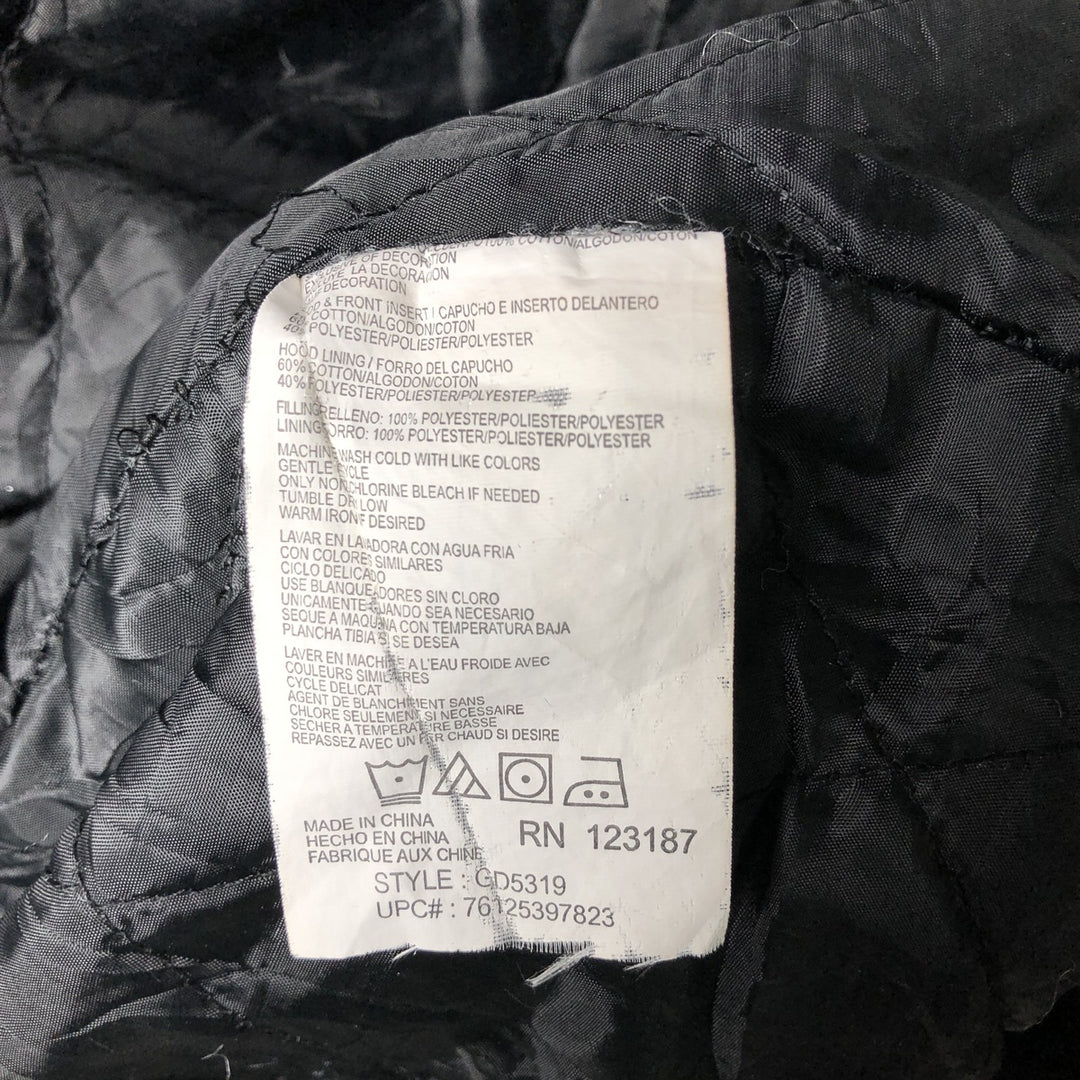 100% COTTON/ALGODON/COTON
OF DECORATION
LA DECORACION
DECORATION
& FRONT INSERT / CAPUCHO E INSERTO DELANTERO
COTTON/ALGODON/COTON
40% POLYESTER/POLIESTER/POLYESTER
HOOD LINING / FORRO DEL CAPUCHO
60% COTTON/ALGODON/COTON
40% POLYESTER/POLIESTER/POLYESTER
FILLING/RELLENO: 100% POLYESTER/POLIESTER/POLYESTER
LINING/FORRO: 100% POLYESTER/POLIESTER/POLYESTER
MACHINE WASH COLD WITH LIKE COLORS
GENTLE CYCLE
ONLY NON CHLORINE BLEACH IF NEEDED
TUMBLE DRY LOW
WARM IRON IF DESIRED
LAVAR EN LAVADORA CON AGUA FRIA
CON COLORES SIMILARES
CICLO DELICADO
USE BLANQUEADORES SIN CLORO
UNICAMENTE CUANDO SEA NECESARIO
SEQUE A MAQUINA CON TEMPERATURA BAJA
PLANCHA TIBIA SI SE DESEA
LAVER EN MACHINE A L'EAU FROIDE AVEC
COULEURS SIMILAIRES
CYCLE DELICAT
AGENT DE BLANCHIMENT SANS
CHLORE SEULEMENT SI NECESSAIRE
SECHER A TEMPERATURE BASSE
REPASSEZ AVEC UN FER CHAUD SI DESIRE
MADE IN CHINA
HECHO EN CHINA
FABRIQUE AUX CHINE
RN 123187
STYLE : GD5319
UPC# : 76125397823